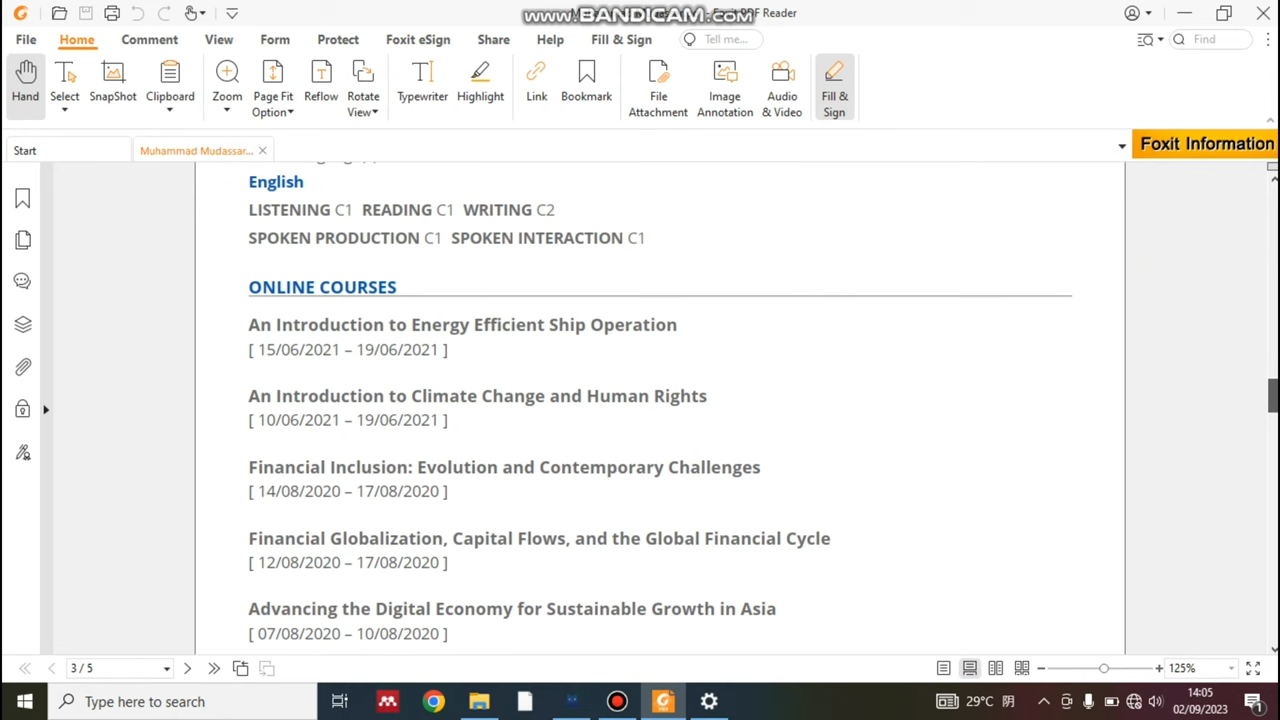 www.BANDICAM.com
Foxit PDF Reader
File Home Comment View Form Protect Foxit eSign Share Help Fill & Sign Tell me... Find
Hand Select SnapShot Clipboard Zoom Page Fit Option Reflow Rotate View Typewriter Highlight Link Bookmark File Attachment Image Annotation Audio & Video Fill & Sign
Start Muhammad Mudassar... Foxit Information
English
LISTENING C1 READING C1 WRITING C2
SPOKEN PRODUCTION C1 SPOKEN INTERACTION C1
ONLINE COURSES
An Introduction to Energy Efficient Ship Operation
[ 15/06/2021 – 19/06/2021 ]
An Introduction to Climate Change and Human Rights
[ 10/06/2021 – 19/06/2021 ]
Financial Inclusion: Evolution and Contemporary Challenges
[ 14/08/2020 – 17/08/2020 ]
Financial Globalization, Capital Flows, and the Global Financial Cycle
[ 12/08/2020 – 17/08/2020 ]
Advancing the Digital Economy for Sustainable Growth in Asia
[ 07/08/2020 – 10/08/2020 ]
3 / 5 125%
Type here to search 29°C 阴 14:05
02/09/2023